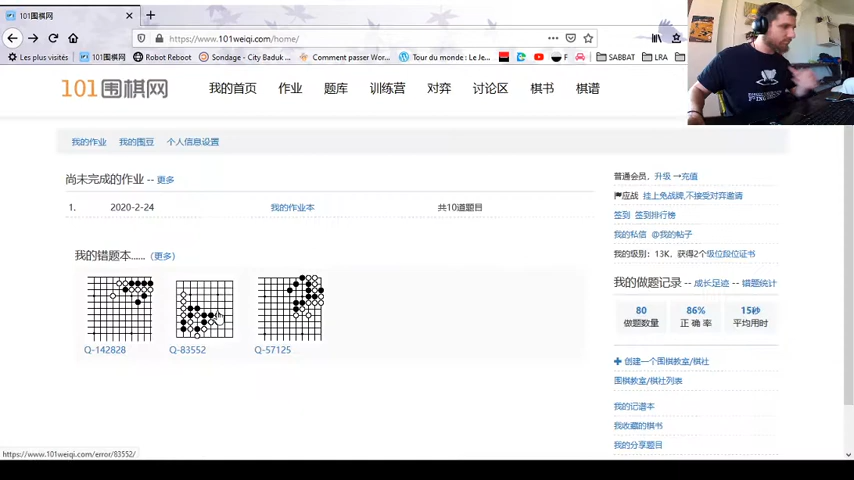 101围棋网
https://www.101weiqi.com/home/
Les plus visités 101围棋网 Robot Reboot Sondage - City Baduk ... Comment passer Wor... Tour du monde : Le Je... F SABBAT LRA
101围棋网 我的首页 作业 题库 训练营 对弈 讨论区 棋书 棋谱
我的作业 我的围豆 个人信息设置
尚未完成的作业 -- 更多
1. 2020-2-24 我的作业本 共10道题目
我的错题本......（更多）
Q-142828 Q-83552 Q-57125
普通会员，升级 →充值
应战 挂上免战牌,不接受对弈邀请
签到 签到排行榜
我的私信 @我的帖子
我的级别：13K，获得2个级位段位证书
我的做题记录 -- 成长足迹 -- 错题统计
80 86% 15秒
做题数量 正确率 平均用时
创建一个围棋教室/棋社
围棋教室/棋社列表
我的记谱本
我收藏的棋书
我的分享题目
https://www.101weiqi.com/error/83552/